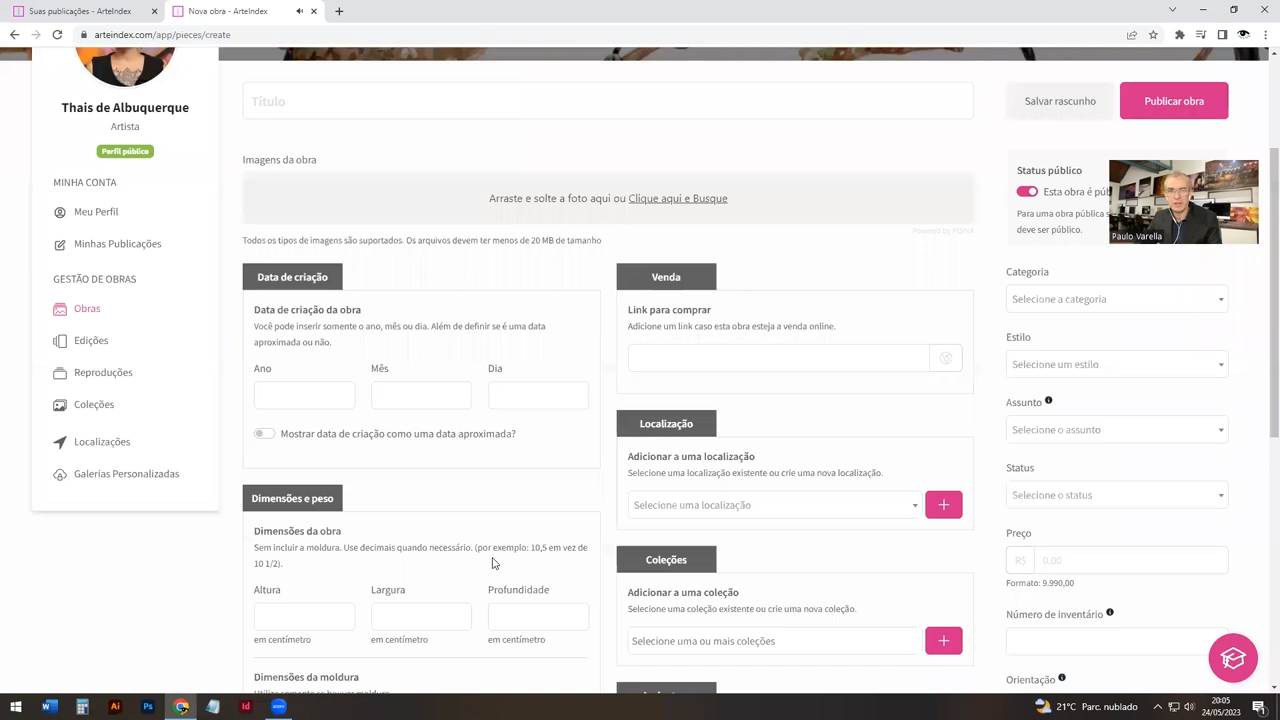 Suas publicações - ArteIndex
Nova obra - ArteIndex
arteindex.com/app/pieces/create
Thais de Albuquerque
Artista
Perfil público
MINHA CONTA
Meu Perfil
Minhas Publicações
GESTÃO DE OBRAS
Obras
Edições
Reproduções
Coleções
Localizações
Galerias Personalizadas
Título
Salvar rascunho
Publicar obra
Imagens da obra
Arraste e solte a foto aqui ou Clique aqui e Busque
Powered by PQINA
Todos os tipos de imagens são suportados. Os arquivos devem ter menos de 20 MB de tamanho
Data de criação
Data de criação da obra
Você pode inserir somente o ano, mês ou dia. Além de definir se é uma data
aproximada ou não.
Ano
Mês
Dia
Mostrar data de criação como uma data aproximada?
Dimensões e peso
Dimensões da obra
Sem incluir a moldura. Use decimais quando necessário. (por exemplo: 10,5 em vez de
10 1/2).
Altura
Largura
Profundidade
em centímetro
em centímetro
em centímetro
Dimensões da moldura
Utilize somente se houver moldura
Venda
Link para comprar
Adicione um link caso esta obra esteja a venda online.
Localização
Adicionar a uma localização
Selecione uma localização existente ou crie uma nova localização.
Selecione uma localização
Coleções
Adicionar a uma coleção
Selecione uma coleção existente ou crie uma nova coleção.
Selecione uma ou mais coleções
Status público
Esta obra é púb
Para uma obra pública s
deve ser público.
Paulo Varella
Categoria
Selecione a categoria
Estilo
Selecione um estilo
Assunto
Selecione o assunto
Status
Selecione o status
Preço
R$ 0,00
Formato: 9.990,00
Número de inventário
Orientação
21°C Parc ensolarado
20:05
24/05/2023